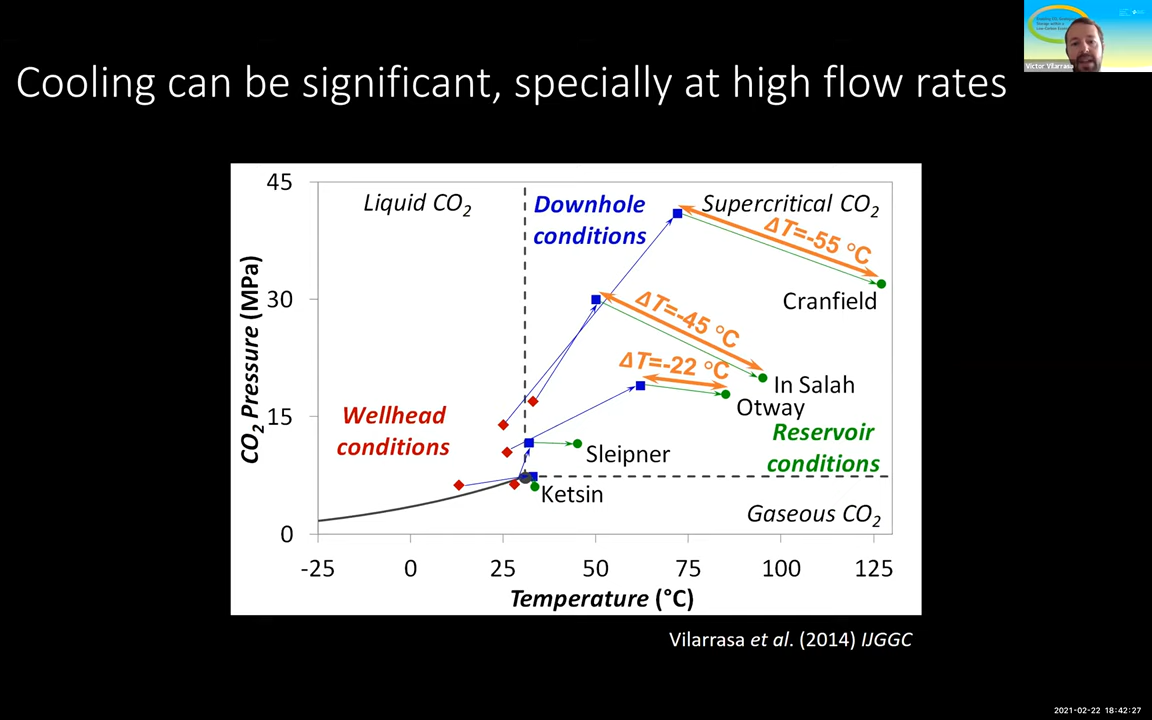 Cooling can be significant, specially at high flow rates
Victor Vilarrasa
45
30
15
0
CO2 Pressure (MPa)
Liquid CO2
Downhole
conditions
Supercritical CO2
ΔT=-55 °C
Cranfield
ΔT=-45 °C
In Salah
ΔT=-22 °C
Otway
Wellhead
conditions
Reservoir
conditions
Sleipner
Ketsin
Gaseous CO2
-25
0
25
50
75
100
125
Temperature (°C)
Vilarrasa et al. (2014) IJGGC
2021-02-22 18:42:27